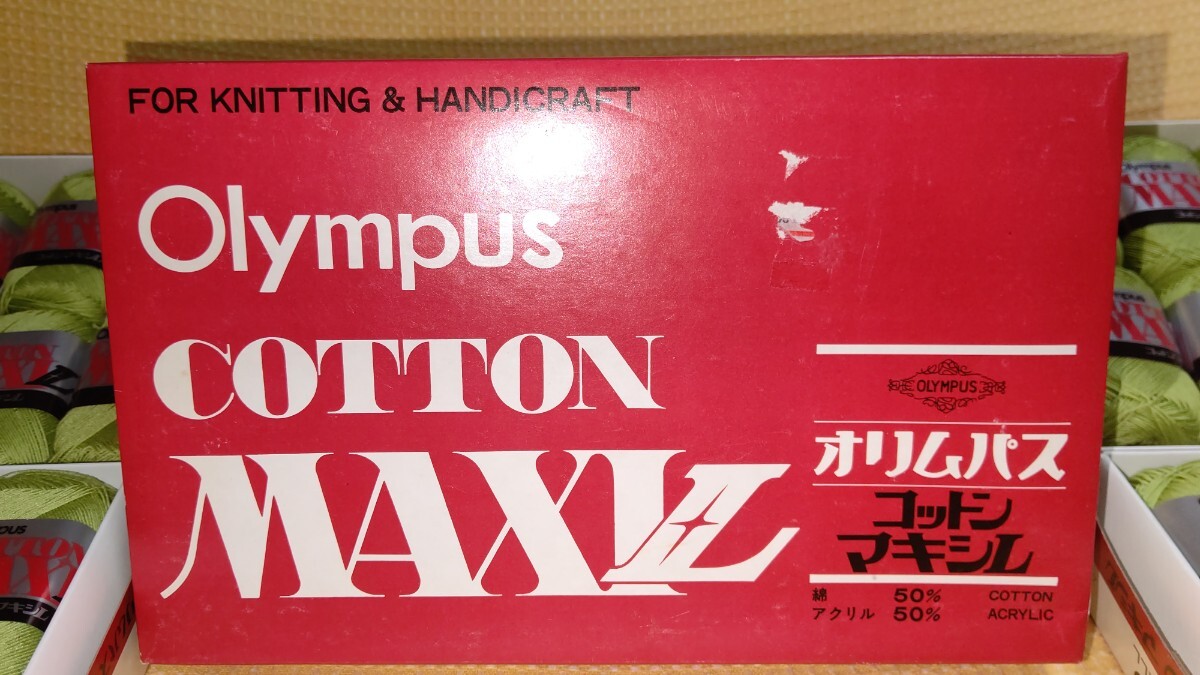 FOR KNITTING & HANDICRAFT
Olympus
COTTON
MAXIL
OLYMPUS
オリムパス
コットン
マキシL
綿 50% COTTON
アクリル 50% ACRYLIC